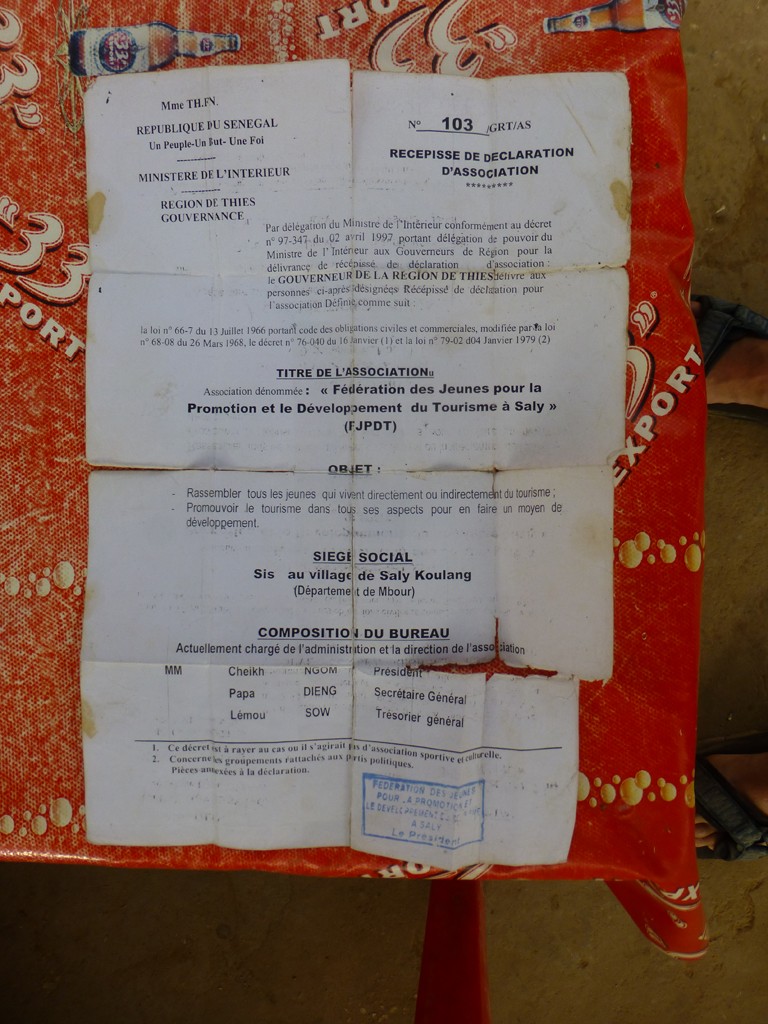 "33"
EXPORT
"33"
EXPORT
EXPORT
Mme TH.FN.
REPUBLIQUE DU SENEGAL
Un Peuple-Un But- Une Foi
MINISTERE DE L'INTERIEUR
REGION DE THIES
GOUVERNANCE
N° 103 /GRT/AS
RECEPISSE DE DECLARATION
D'ASSOCIATION
*********
Par délégation du Ministre de l'Intérieur conformément au décret
n° 97-347 du 02 avril 1997 portant délégation de pouvoir du
Ministre de l'Intérieur aux Gouverneurs de Région pour la
délivrance de récépissé de déclaration d'association :
le GOUVERNEUR DE LA REGION DE THIES délivre aux
personnes ci-après désignées Récépissé de déclaration pour
l'association Définie comme suit :
la loi n° 66-7 du 13 Juillet 1966 portant code des obligations civiles et commerciales, modifiée par la loi
n° 68-08 du 26 Mars 1968, le décret n° 76-040 du 16 Janvier (1) et la loi n° 79-02 d04 Janvier 1979 (2)
TITRE DE L'ASSOCIATIONu
Association dénommée : « Fédération des Jeunes pour la
Promotion et le Développement du Tourisme à Saly »
(FJPDT)
OBJET :
- Rassembler tous les jeunes qui vivent directement ou indirectement du tourisme ;
- Promouvoir le tourisme dans tous ses aspects pour en faire un moyen de
développement.
SIEGE SOCIAL
Sis au village de Saly Koulang
(Département de Mbour)
COMPOSITION DU BUREAU
Actuellement chargé de l'administration et la direction de l'association
MM Cheikh NGOM Président
Papa DIENG Secrétaire Général
Lémou SOW Trésorier général
1. Ce décret est à rayer au cas ou il s'agirait pas d'association sportive et culturelle.
2. Concerne les groupements rattachés aux partis politiques.
Pièces annexées à la déclaration.
FEDERATION DES JEUNES
POUR LA PROMOTION ET
LE DEVELOPPEMENT
A SALY
Le Président